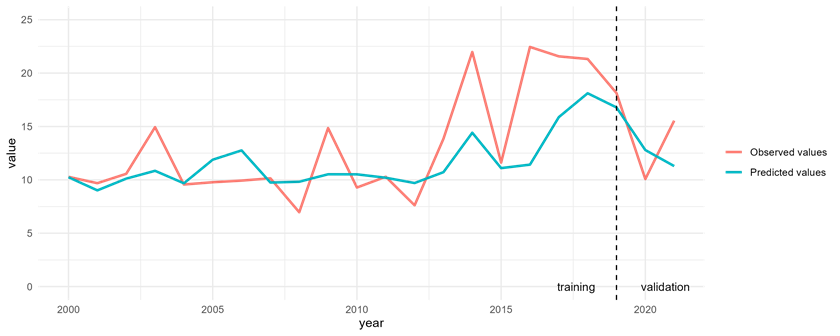 25
20
15
10
5
0
value
training
validation
2000
2005
2010
2015
2020
year
Observed values
Predicted values